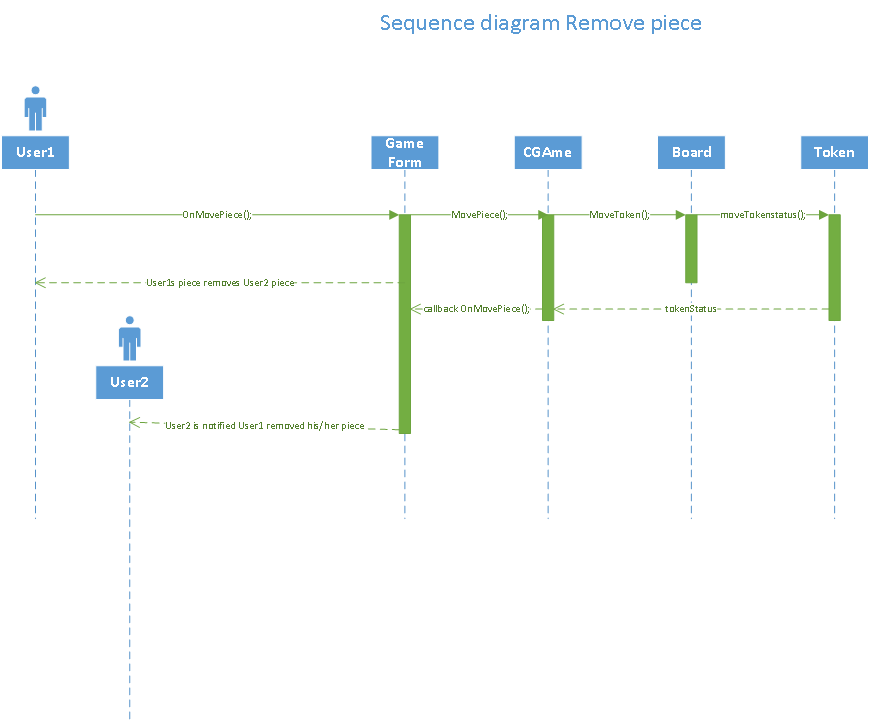 Sequence diagram Remove piece
User1
Game
Form
CGAme
Board
Token
OnMovePiece();
MovePiece();
MoveToken();
moveTokenstatus();
User1s piece removes User2 piece
callback OnMovePiece();
tokenStatus
User2
User2 is notified User1 removed his/her piece